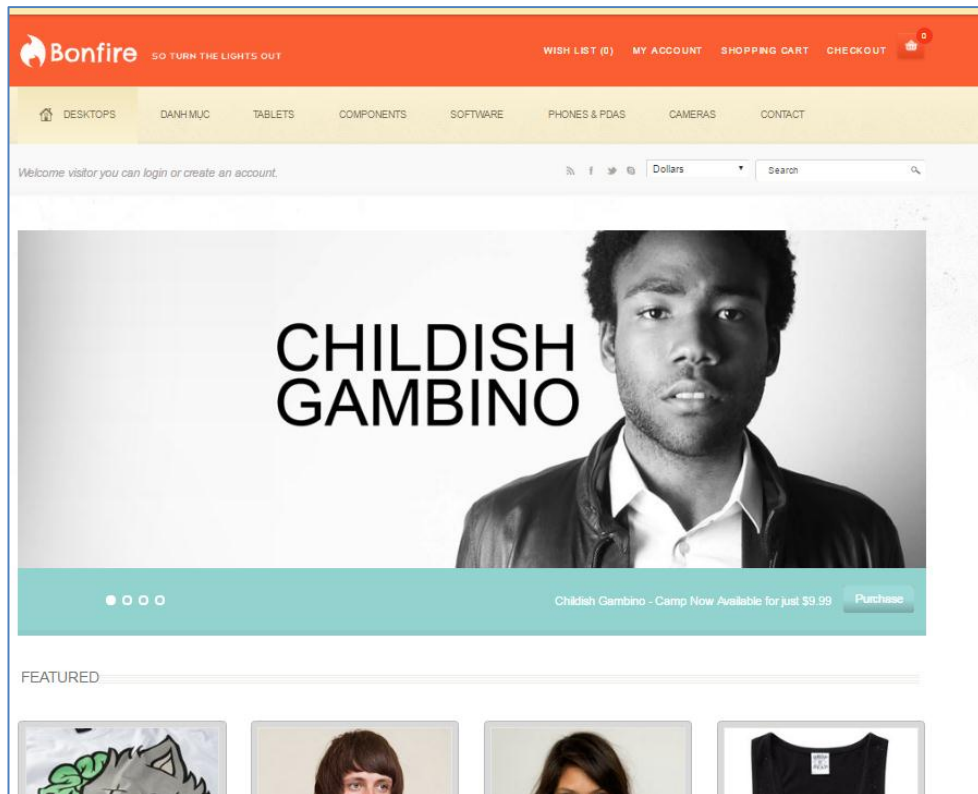 Bonfire SO TURN THE LIGHTS OUT
WISH LIST (0) MY ACCOUNT SHOPPING CART CHECKOUT 0
DESKTOPS DANH MỤC TABLETS COMPONENTS SOFTWARE PHONES & PDAS CAMERAS CONTACT
Welcome visitor you can login or create an account.
Dollars Search
CHILDISH
GAMBINO
Childish Gambino - Camp Now Available for just $9.99 Purchase
FEATURED